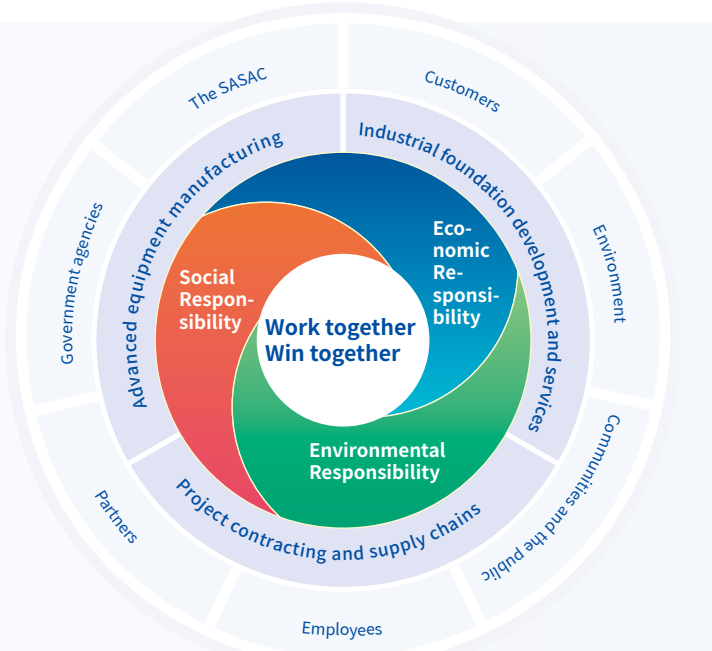 The SASAC
Customers
Environment
Communities and the public
Employees
Partners
Government agencies
Advanced equipment manufacturing
Industrial foundation development and services
Project contracting and supply chains
Social
Respon-
sibility
Eco-
nomic
Re-
sponsi-
bility
Environmental
Responsibility
Work together
Win together